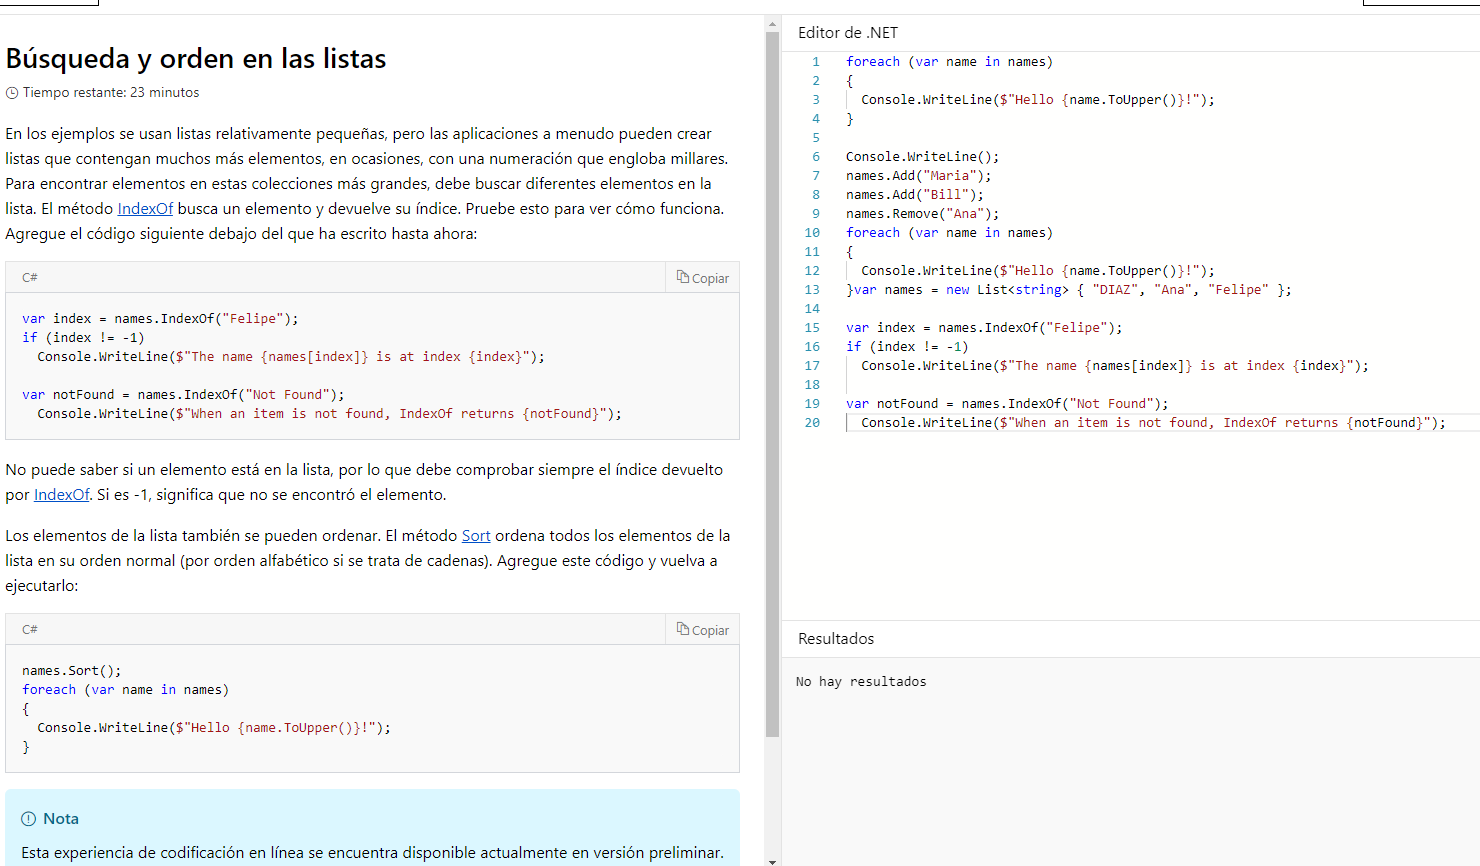 Búsqueda y orden en las listas
Tiempo restante: 23 minutos
En los ejemplos se usan listas relativamente pequeñas, pero las aplicaciones a menudo pueden crear
listas que contengan muchos más elementos, en ocasiones, con una numeración que engloba millares.
Para encontrar elementos en estas colecciones más grandes, debe buscar diferentes elementos en la
lista. El método IndexOf busca un elemento y devuelve su índice. Pruebe esto para ver cómo funciona.
Agregue el código siguiente debajo del que ha escrito hasta ahora:
C#
Copiar
var index = names.IndexOf("Felipe");
if (index != -1)
  Console.WriteLine($"The name {names[index]} is at index {index}");

var notFound = names.IndexOf("Not Found");
  Console.WriteLine($"When an item is not found, IndexOf returns {notFound}");
No puede saber si un elemento está en la lista, por lo que debe comprobar siempre el índice devuelto
por IndexOf. Si es -1, significa que no se encontró el elemento.
Los elementos de la lista también se pueden ordenar. El método Sort ordena todos los elementos de la
lista en su orden normal (por orden alfabético si se trata de cadenas). Agregue este código y vuelva a
ejecutarlo:
C#
Copiar
names.Sort();
foreach (var name in names)
{
  Console.WriteLine($"Hello {name.ToUpper()}!");
}
Nota
Esta experiencia de codificación en línea se encuentra disponible actualmente en versión preliminar.
Editor de .NET
1 foreach (var name in names)
2 {
3   Console.WriteLine($"Hello {name.ToUpper()}!");
4 }
5
6 Console.WriteLine();
7 names.Add("Maria");
8 names.Add("Bill");
9 names.Remove("Ana");
10 foreach (var name in names)
11 {
12   Console.WriteLine($"Hello {name.ToUpper()}!");
13 }var names = new List<string> { "DIAZ", "Ana", "Felipe" };
14
15 var index = names.IndexOf("Felipe");
16 if (index != -1)
17   Console.WriteLine($"The name {names[index]} is at index {index}");
18
19 var notFound = names.IndexOf("Not Found");
20   Console.WriteLine($"When an item is not found, IndexOf returns {notFound}");
Resultados
No hay resultados